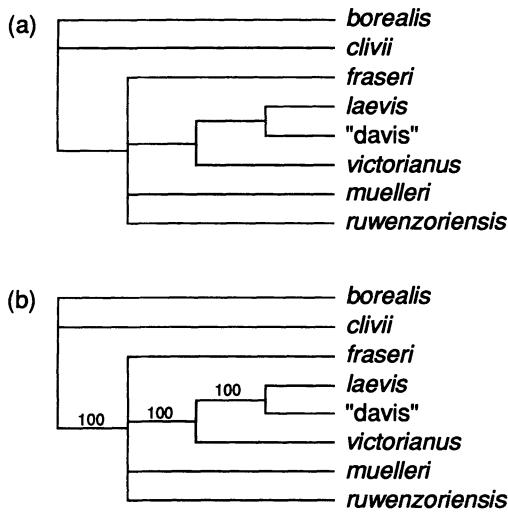 (a)
borealis
clivii
fraseri
laevis
"davis"
victorianus
muelleri
ruwenzoriensis
(b)
borealis
clivii
fraseri
100
laevis
"davis"
100 100
victorianus
muelleri
ruwenzoriensis